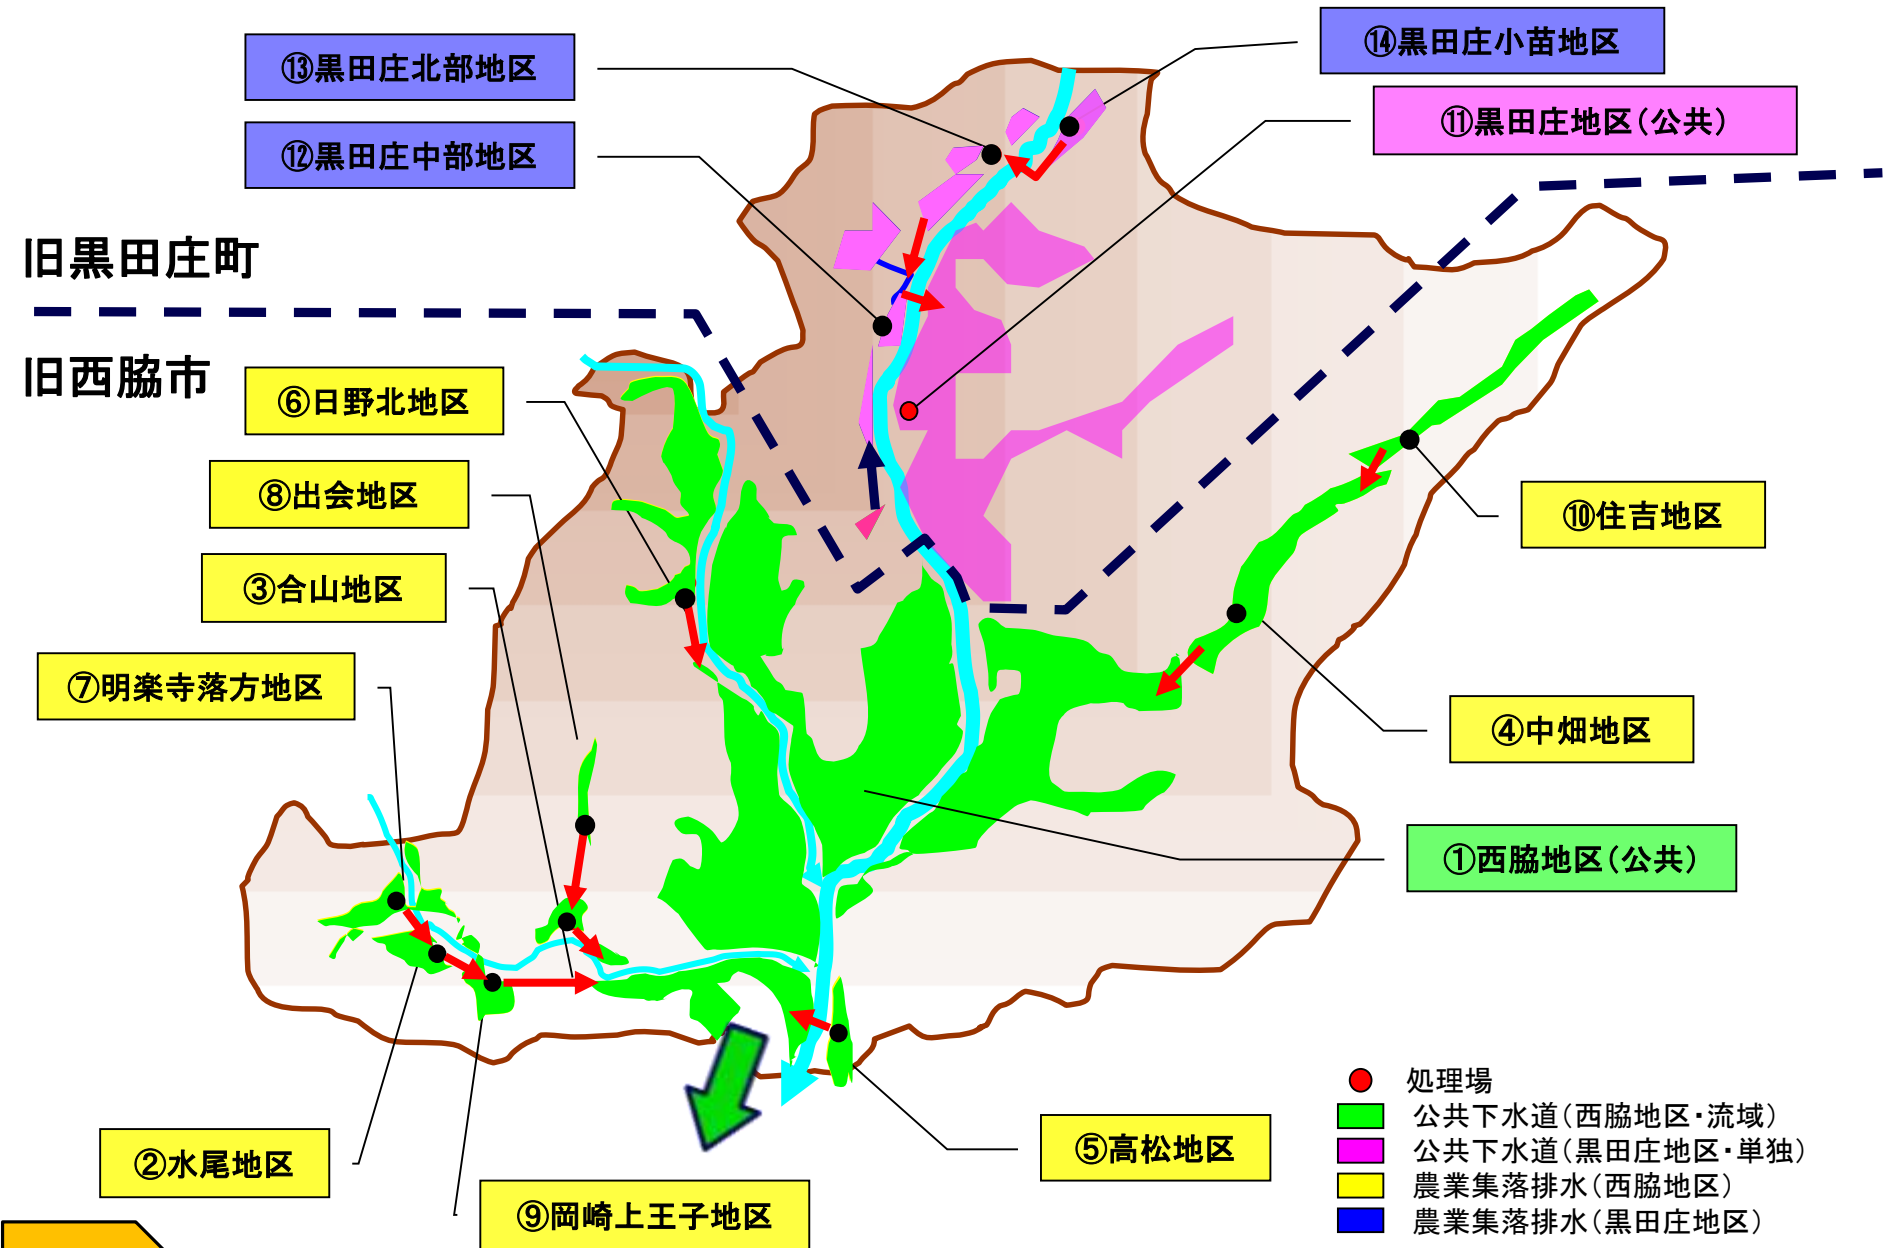 ⑬黒田庄北部地区
⑭黒田庄小苗地区
⑪黒田庄地区（公共）
⑫黒田庄中部地区
旧黒田庄町
旧西脇市
⑥日野北地区
⑧出会地区
⑩住吉地区
③合山地区
⑦明楽寺落方地区
④中畑地区
①西脇地区（公共）
②水尾地区
⑤高松地区
⑨岡崎上王子地区
処理場
公共下水道（西脇地区・流域）
公共下水道（黒田庄地区・単独）
農業集落排水（西脇地区）
農業集落排水（黒田庄地区）